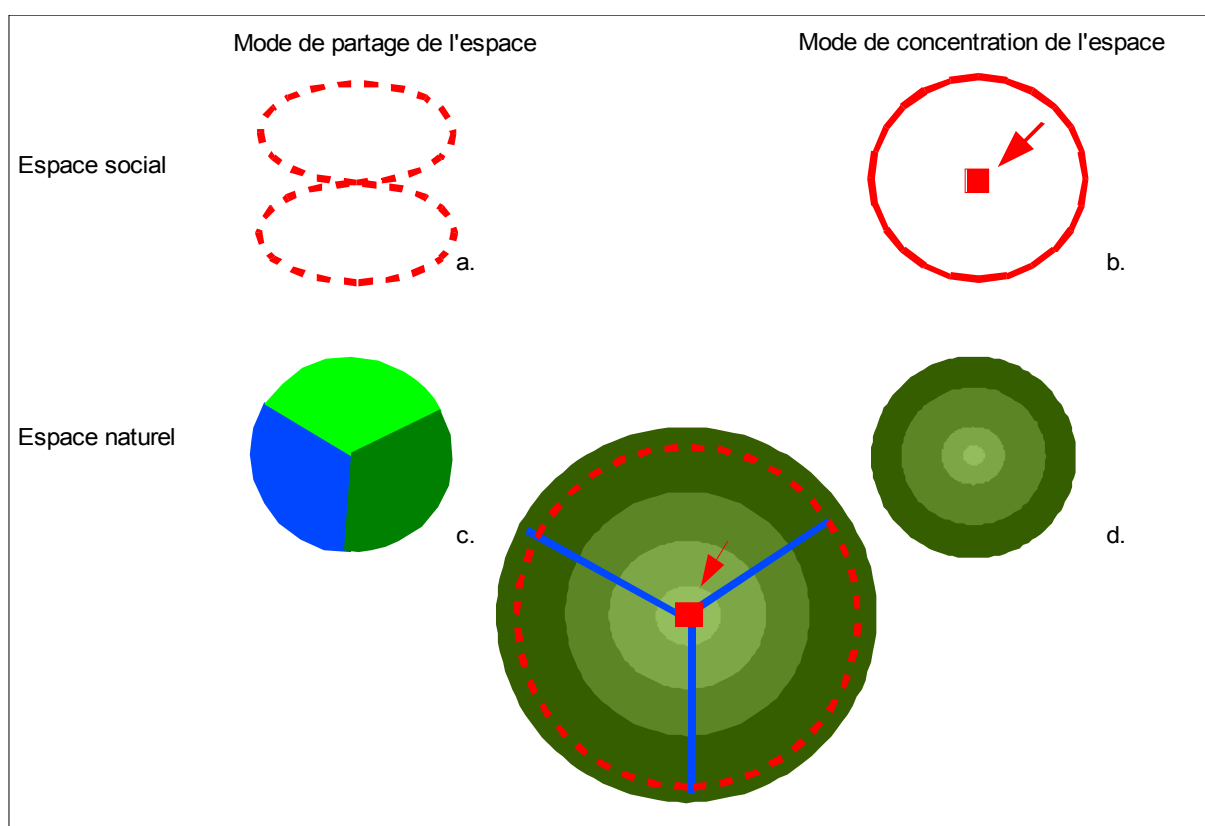 Mode de partage de l'espace
Mode de concentration de l'espace
Espace social
a.
b.
Espace naturel
c.
d.